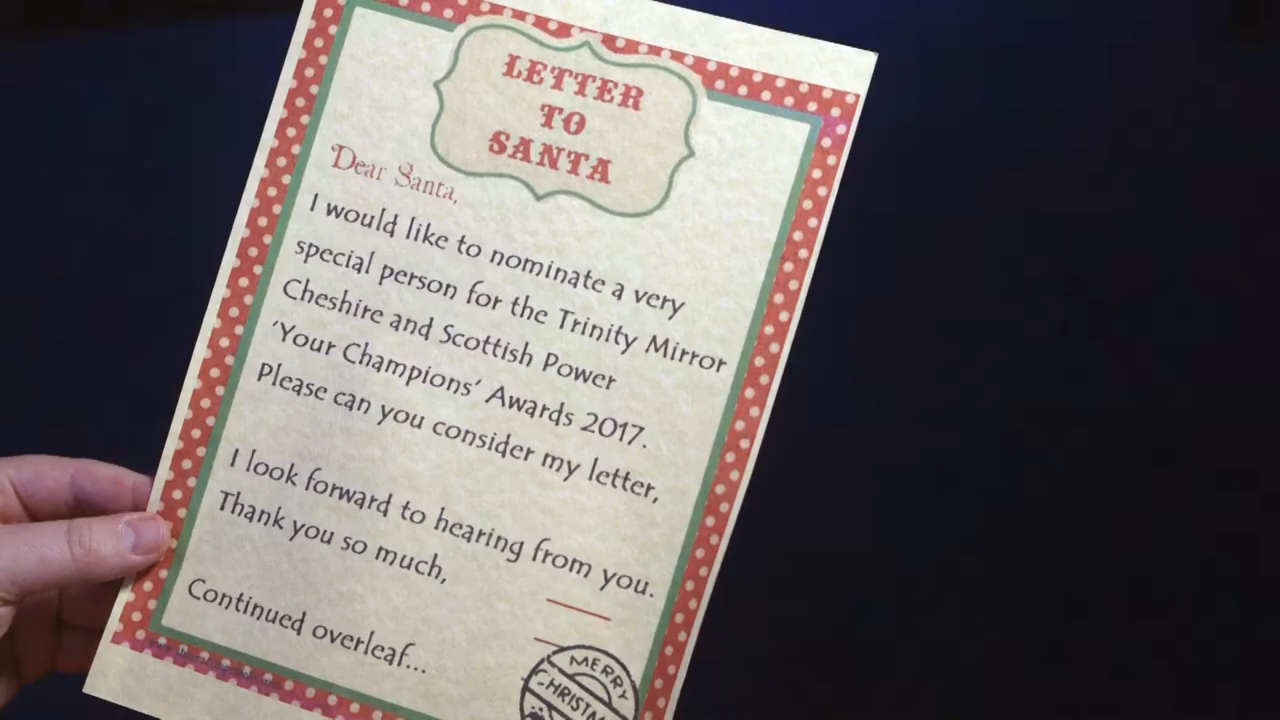 LETTER
TO
SANTA
Dear Santa,
I would like to nominate a very
special person for the Trinity Mirror
Cheshire and Scottish Power
'Your Champions' Awards 2017.
Please can you consider my letter,
I look forward to hearing from you.
Thank you so much,
Continued overleaf...
MERRY